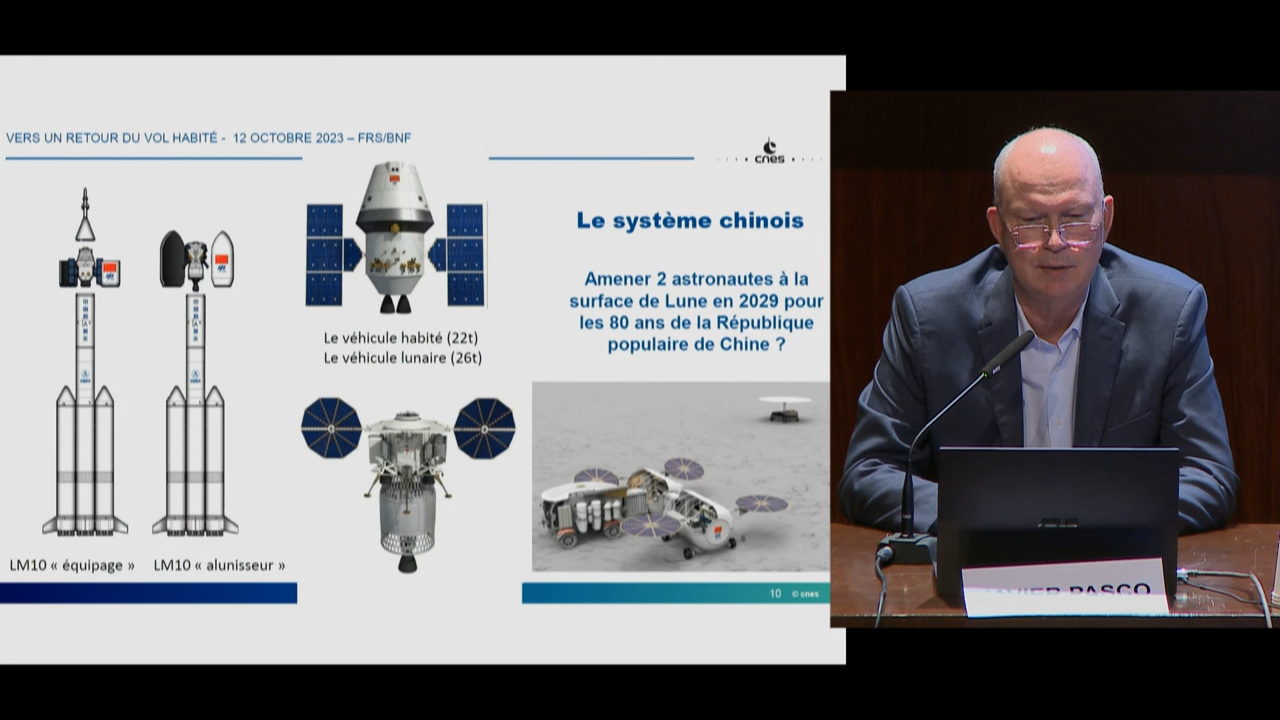 VERS UN RETOUR DU VOL HABITÉ - 12 OCTOBRE 2023 – FRS/BNF
cnes
Le système chinois
Amener 2 astronautes à la
surface de Lune en 2029 pour
les 80 ans de la République
populaire de Chine ?
Le véhicule habité (22t)
Le véhicule lunaire (26t)
LM10 « équipage »
LM10 « alunisseur »
10 © cnes
PASCO